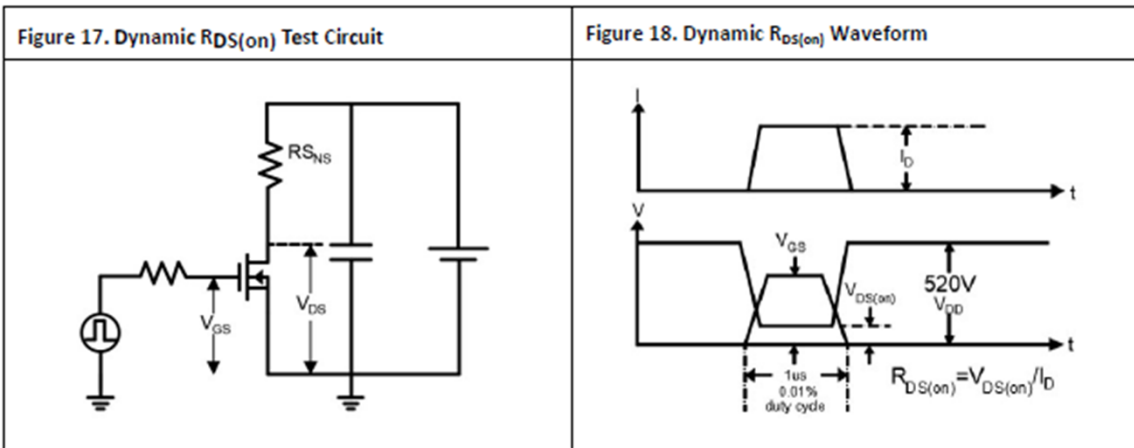 Figure 17. Dynamic RDS(on) Test Circuit
Figure 18. Dynamic RDS(on) Waveform
RSNS
VGS
VDS
I
ID
t
V
VGS
VDS(on)
520V
VDD
t
1us
0.01%
duty cycle
RDS(on)=VDS(on)/ID